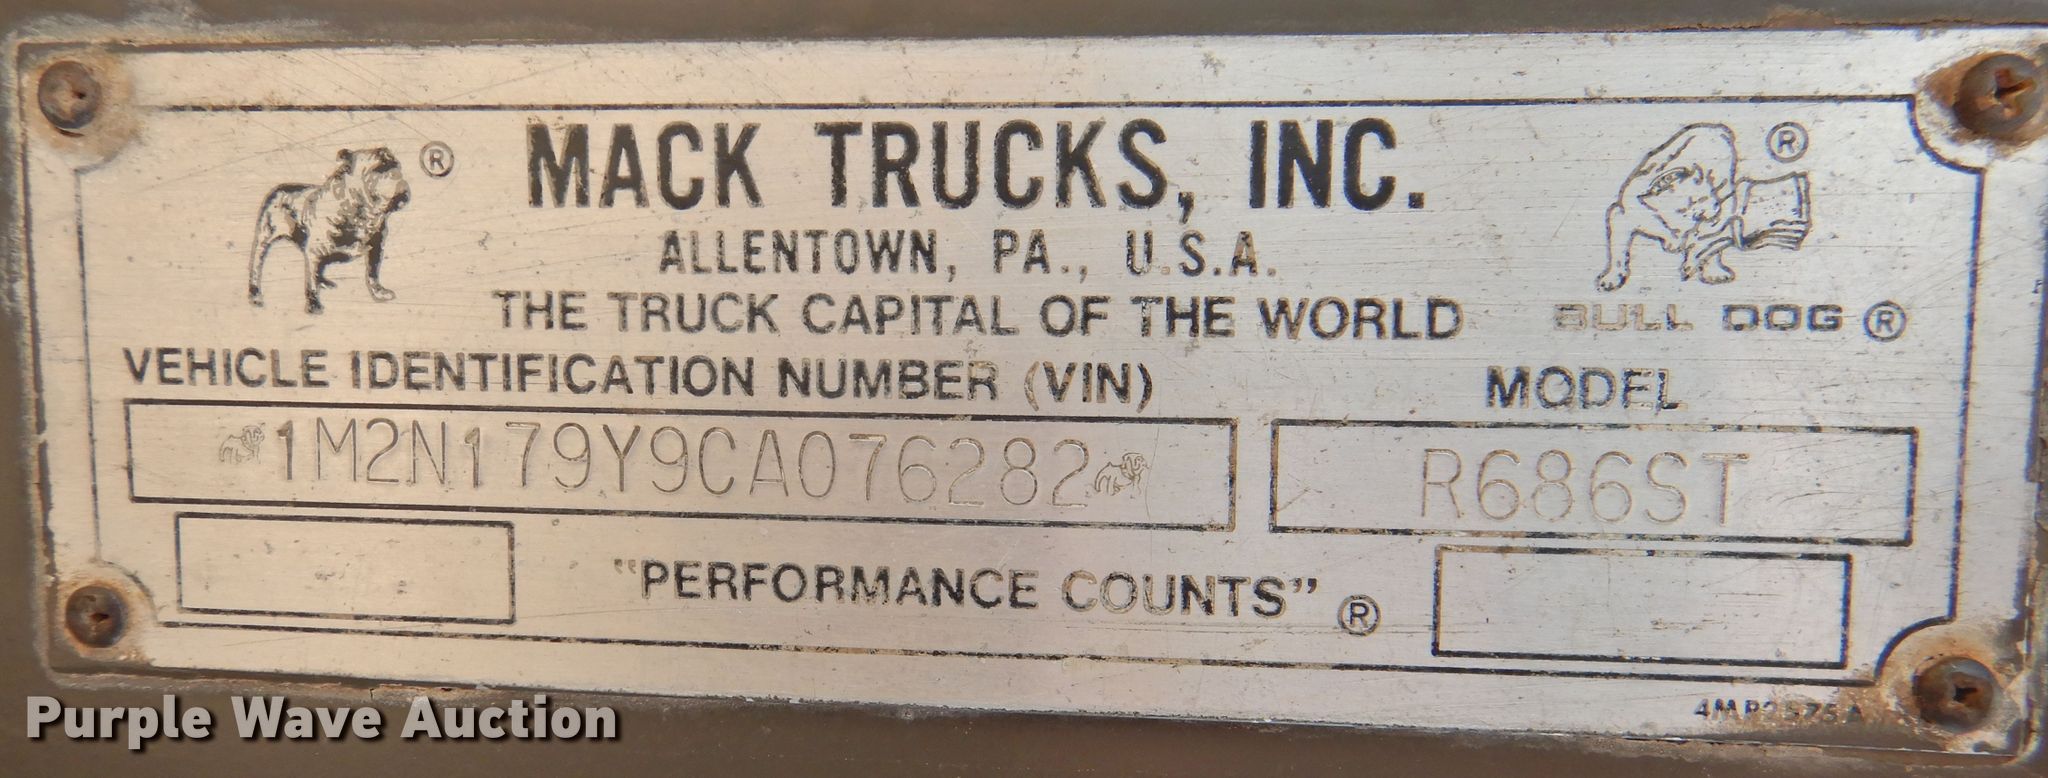 ®
MACK TRUCKS, INC.
®
ALLENTOWN, PA., U.S.A.
THE TRUCK CAPITAL OF THE WORLD
BULL DOG ®
VEHICLE IDENTIFICATION NUMBER (VIN)
MODEL
1M2N179Y9CA076282
R686ST
"PERFORMANCE COUNTS" ®
Purple Wave Auction